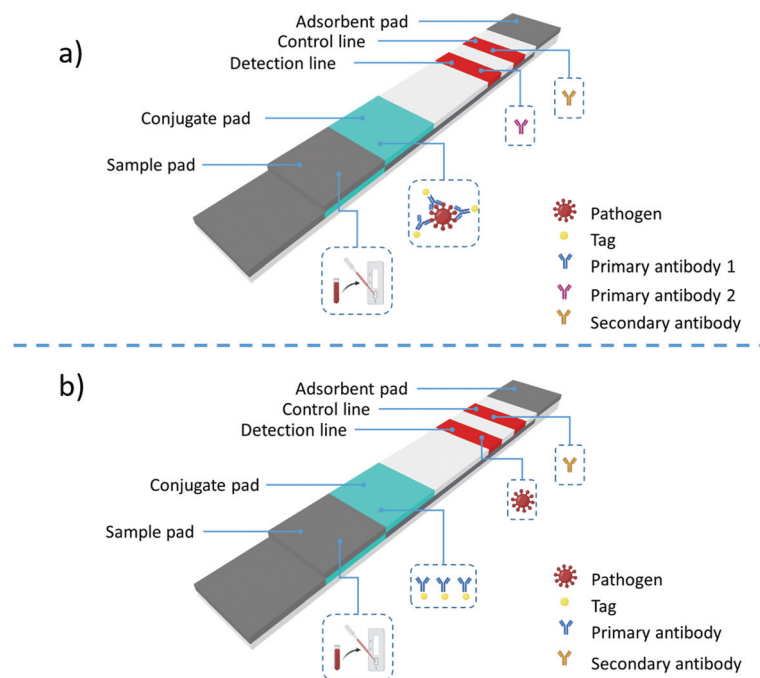 a)
Adsorbent pad
Control line
Detection line
Conjugate pad
Sample pad
Pathogen
Tag
Primary antibody 1
Primary antibody 2
Secondary antibody
b)
Adsorbent pad
Control line
Detection line
Conjugate pad
Sample pad
Pathogen
Tag
Primary antibody
Secondary antibody